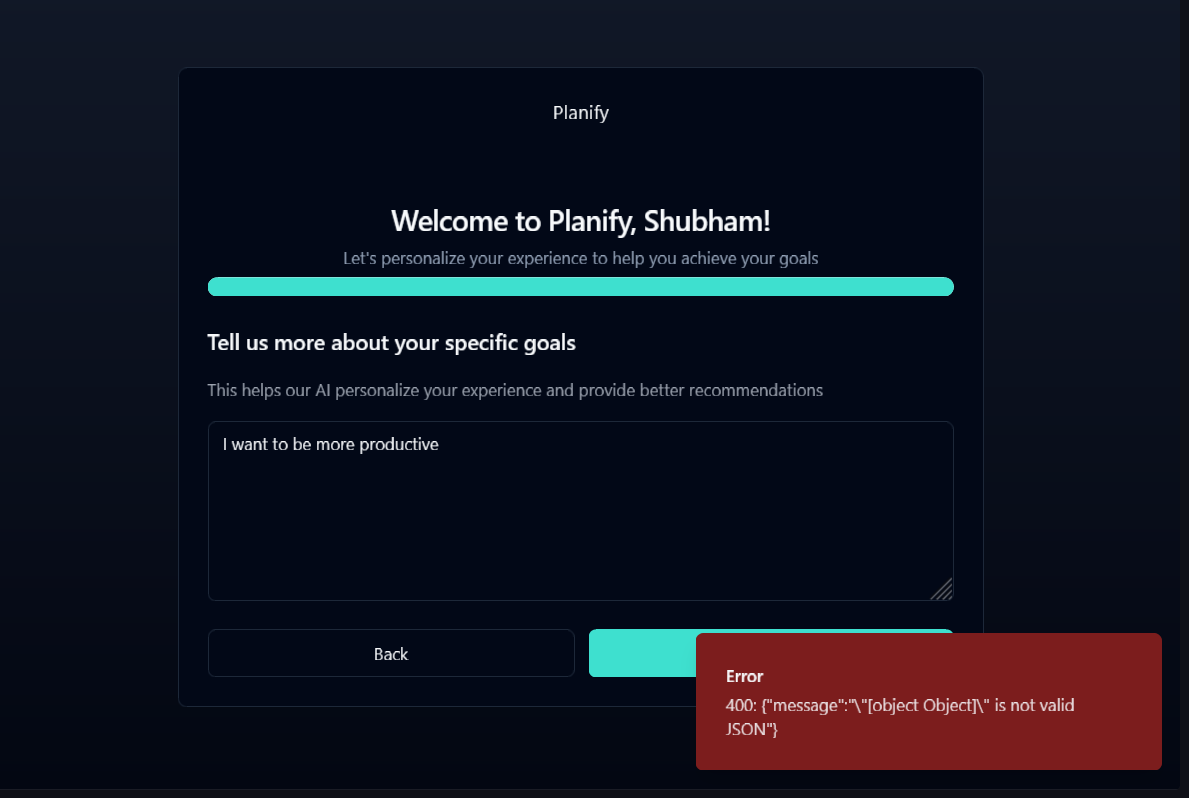 Planify
Welcome to Planify, Shubham!
Let's personalize your experience to help you achieve your goals
Tell us more about your specific goals
This helps our AI personalize your experience and provide better recommendations
I want to be more productive
Back
Error
400: {"message":"\"[object Object]\" is not valid
JSON"}